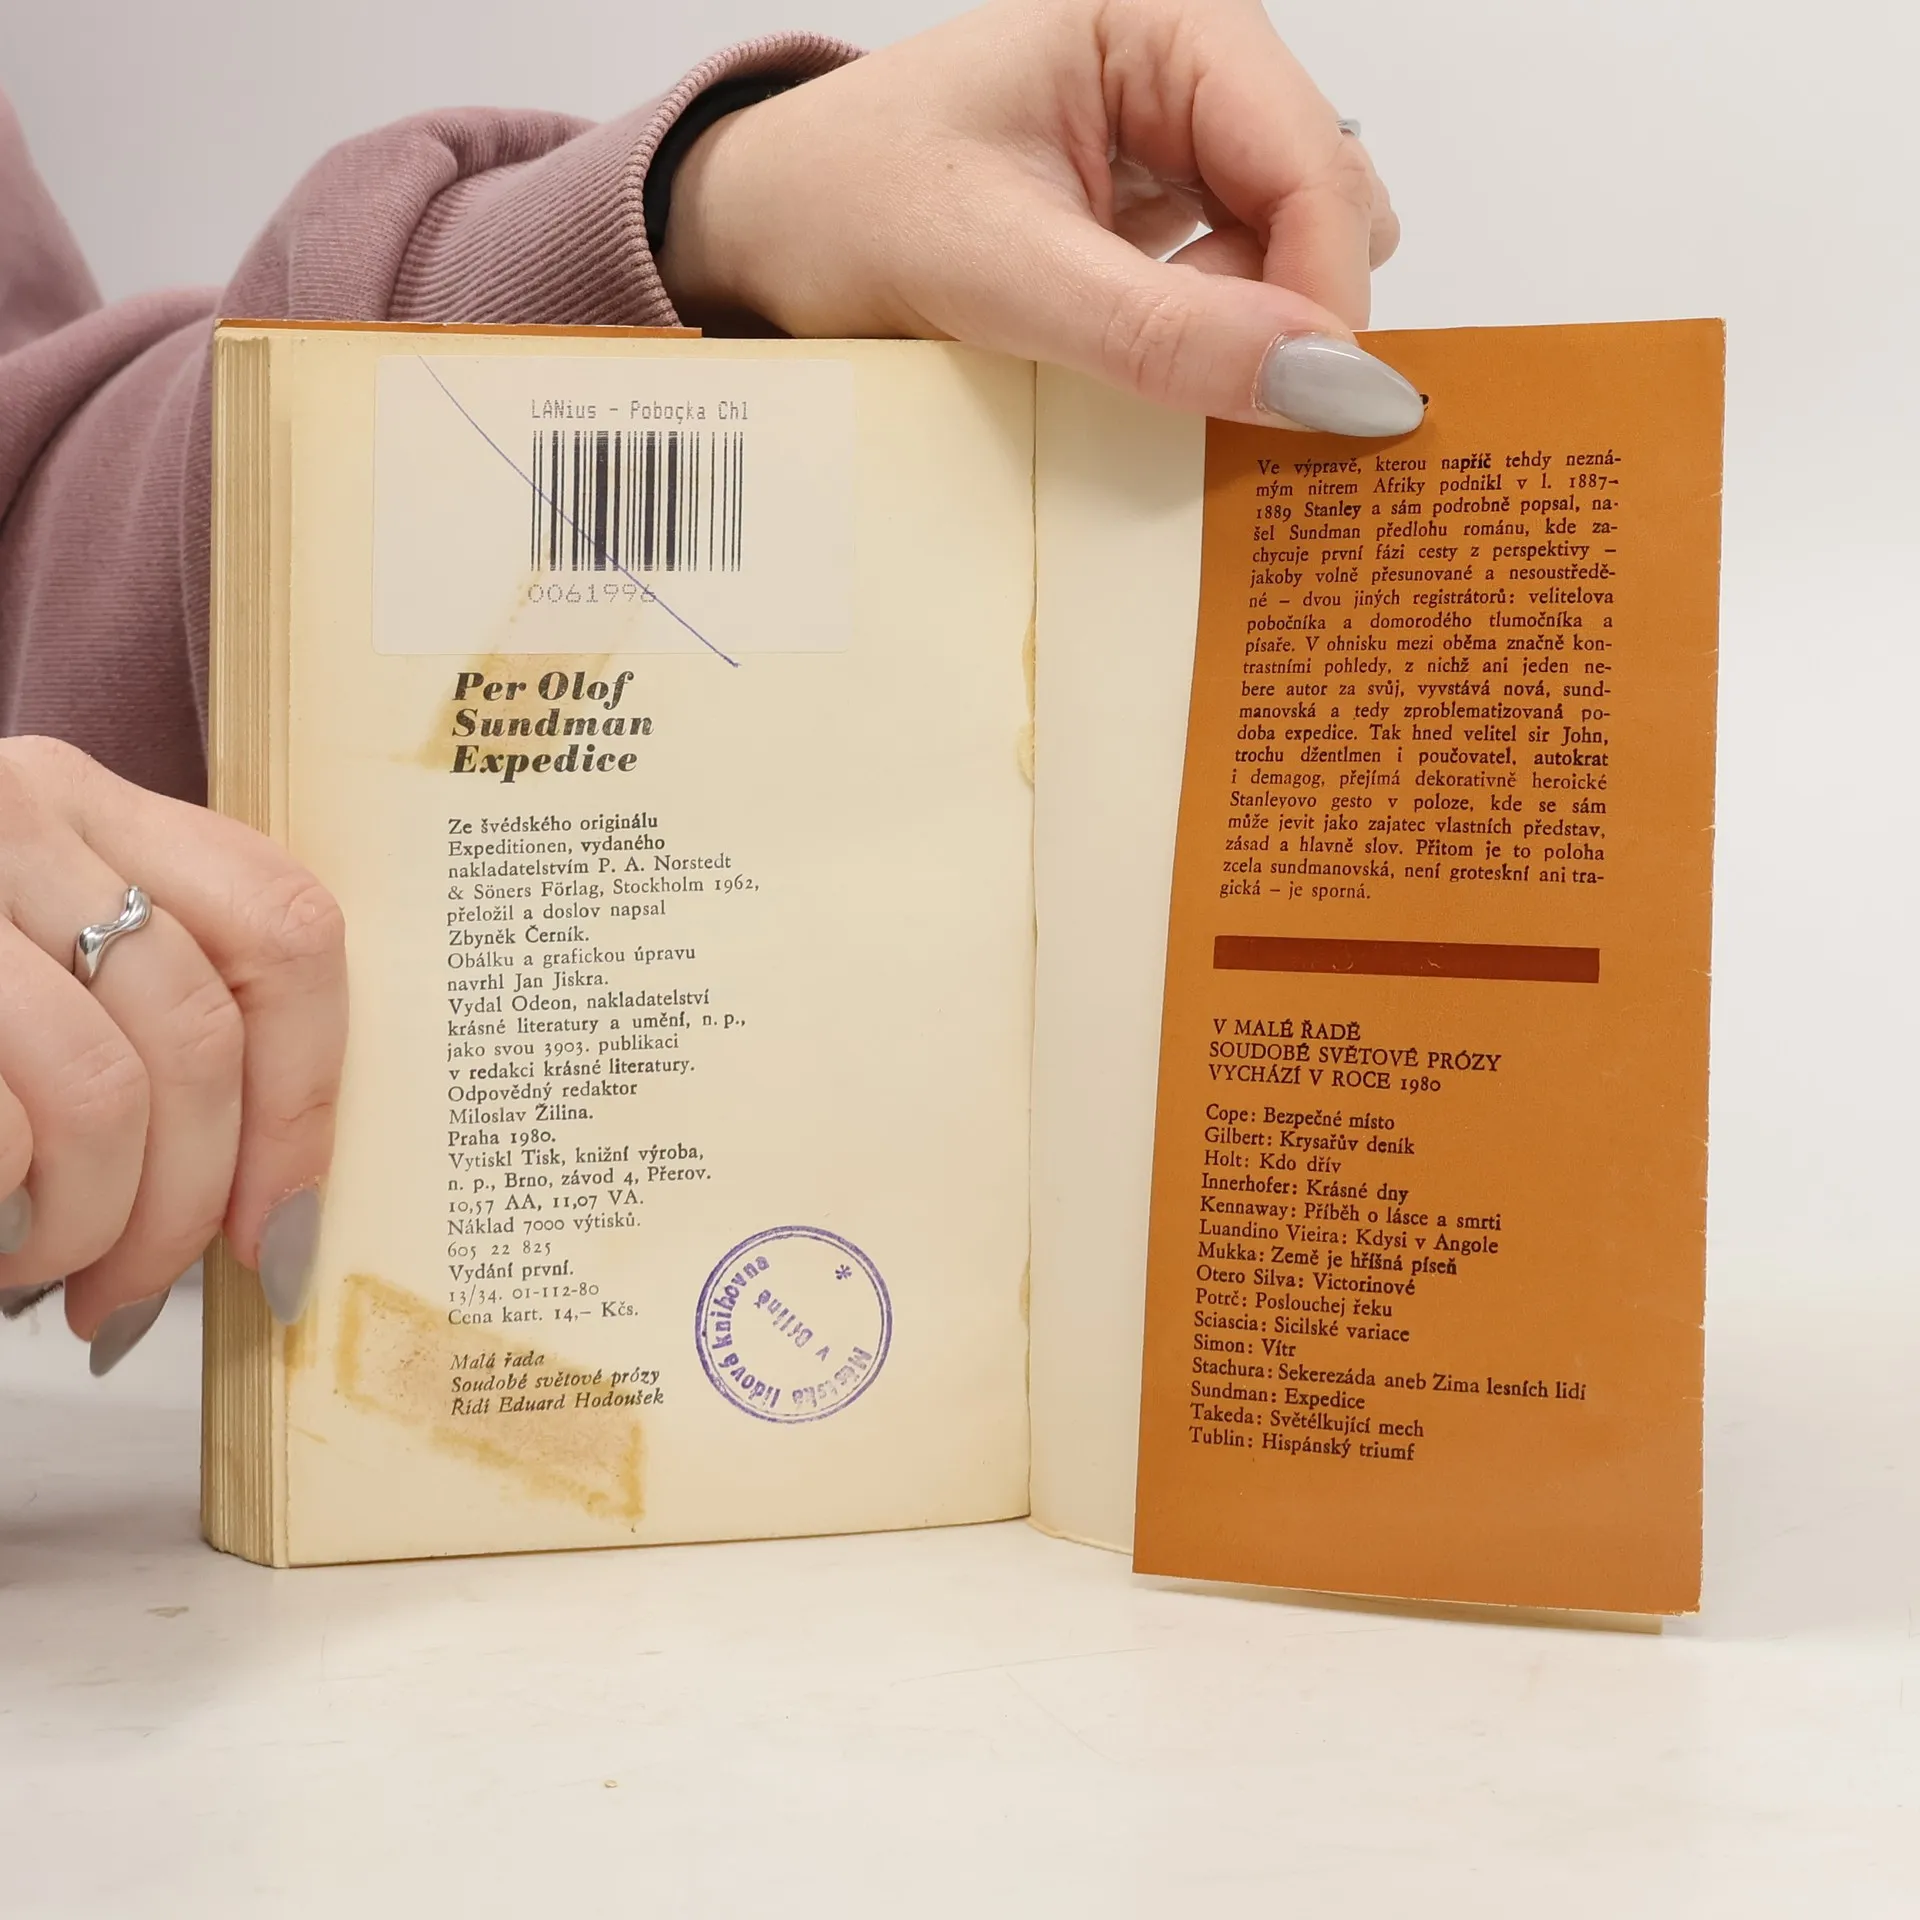 LANius - Pobočka Chl
0061996
Per Olof
Sundman
Expedice
Ze švédského originálu
Expeditionen, vydaného
nakladatelstvím P. A. Norstedt
& Söners Förlag, Stockholm 1962,
přeložil a doslov napsal
Zbyněk Černík.
Obálku a grafickou úpravu
navrhl Jan Jiskra.
Vydal Odeon, nakladatelství
krásné literatury a umění, n. p.,
jako svou 3903. publikaci
v redakci krásné literatury.
Odpovědný redaktor
Miloslav Žilina.
Praha 1980.
Vytiskl Tisk, knižní výroba,
n. p., Brno, závod 4, Přerov.
10,57 AA, 11,07 VA.
Náklad 7000 výtisků.
605 22 825
Vydání první.
13/34. 01-112-80
Cena kart. 14,– Kčs.
Malá řada
Soudobé světové prózy
Řídí Eduard Hodoušek
Městská lidová knihovna
v Bílině
*
Ve výpravě, kterou napříč tehdy nezná-
mým nitrem Afriky podnikl v l. 1887–
1889 Stanley a sám podrobně popsal, na-
šel Sundman předlohu románu, kde za-
chycuje první fázi cesty z perspektivy –
jakoby volně přesunované a nesoustředě-
né – dvou jiných registrátorů: velitelova
pobočníka a domorodého tlumočníka a
písaře. V ohnisku mezi oběma značně kon-
trastními pohledy, z nichž ani jeden ne-
bere autor za svůj, vyvstává nová, sund-
manovská a tedy zproblematizovaná po-
doba expedice. Tak hned velitel sir John,
trochu džentlmen i poučovatel, autokrat
i demagog, přejímá dekorativně heroické
Stanleyovo gesto v poloze, kde se sám
může jevit jako zajatec vlastních představ,
zásad a hlavně slov. Přitom je to poloha
zcela sundmanovská, není groteskní ani tra-
gická – je sporná.
V MALÉ ŘADĚ
SOUDOBÉ SVĚTOVÉ PRÓZY
VYCHÁZÍ V ROCE 1980
Cope: Bezpečné místo
Gilbert: Krysařův deník
Holt: Kdo dřív
Innerhofer: Krásné dny
Kennaway: Příběh o lásce a smrti
Luandino Vieira: Kdysi v Angole
Mukka: Země je hříšná píseň
Otero Silva: Victorinové
Potrč: Poslouchej řeku
Sciascia: Sicilské variace
Simon: Vítr
Stachura: Sekerezáda aneb Zima lesních lidí
Sundman: Expedice
Takeda: Světélkující mech
Tublin: Hispánský triumf